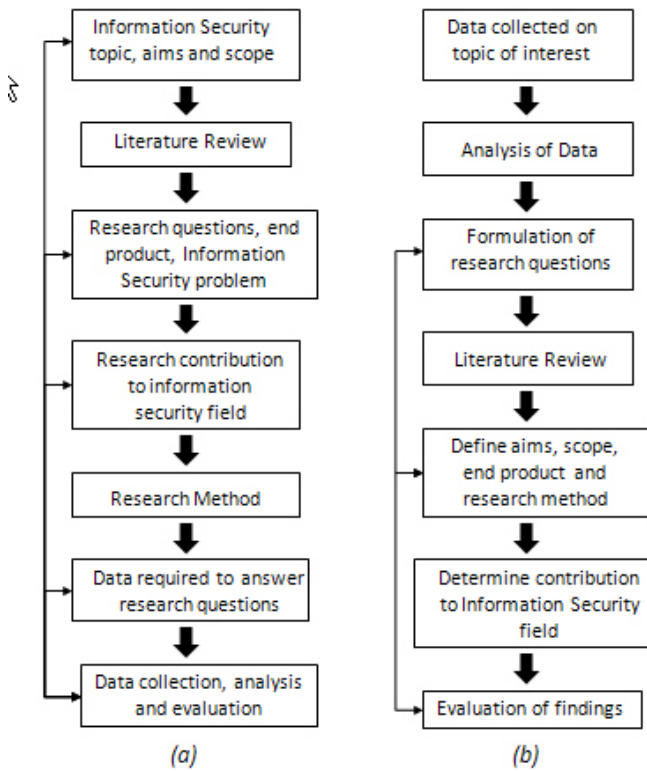 Information Security
topic, aims and scope
Literature Review
Research questions, end
product, Information
Security problem
Research contribution
to information
security field
Research Method
Data required to answer
research questions
Data collection, analysis
and evaluation
(a)
Data collected on
topic of interest
Analysis of Data
Formulation of
research questions
Literature Review
Define aims, scope,
end product and
research method
Determine contribution
to Information Security
field
Evaluation of findings
(b)